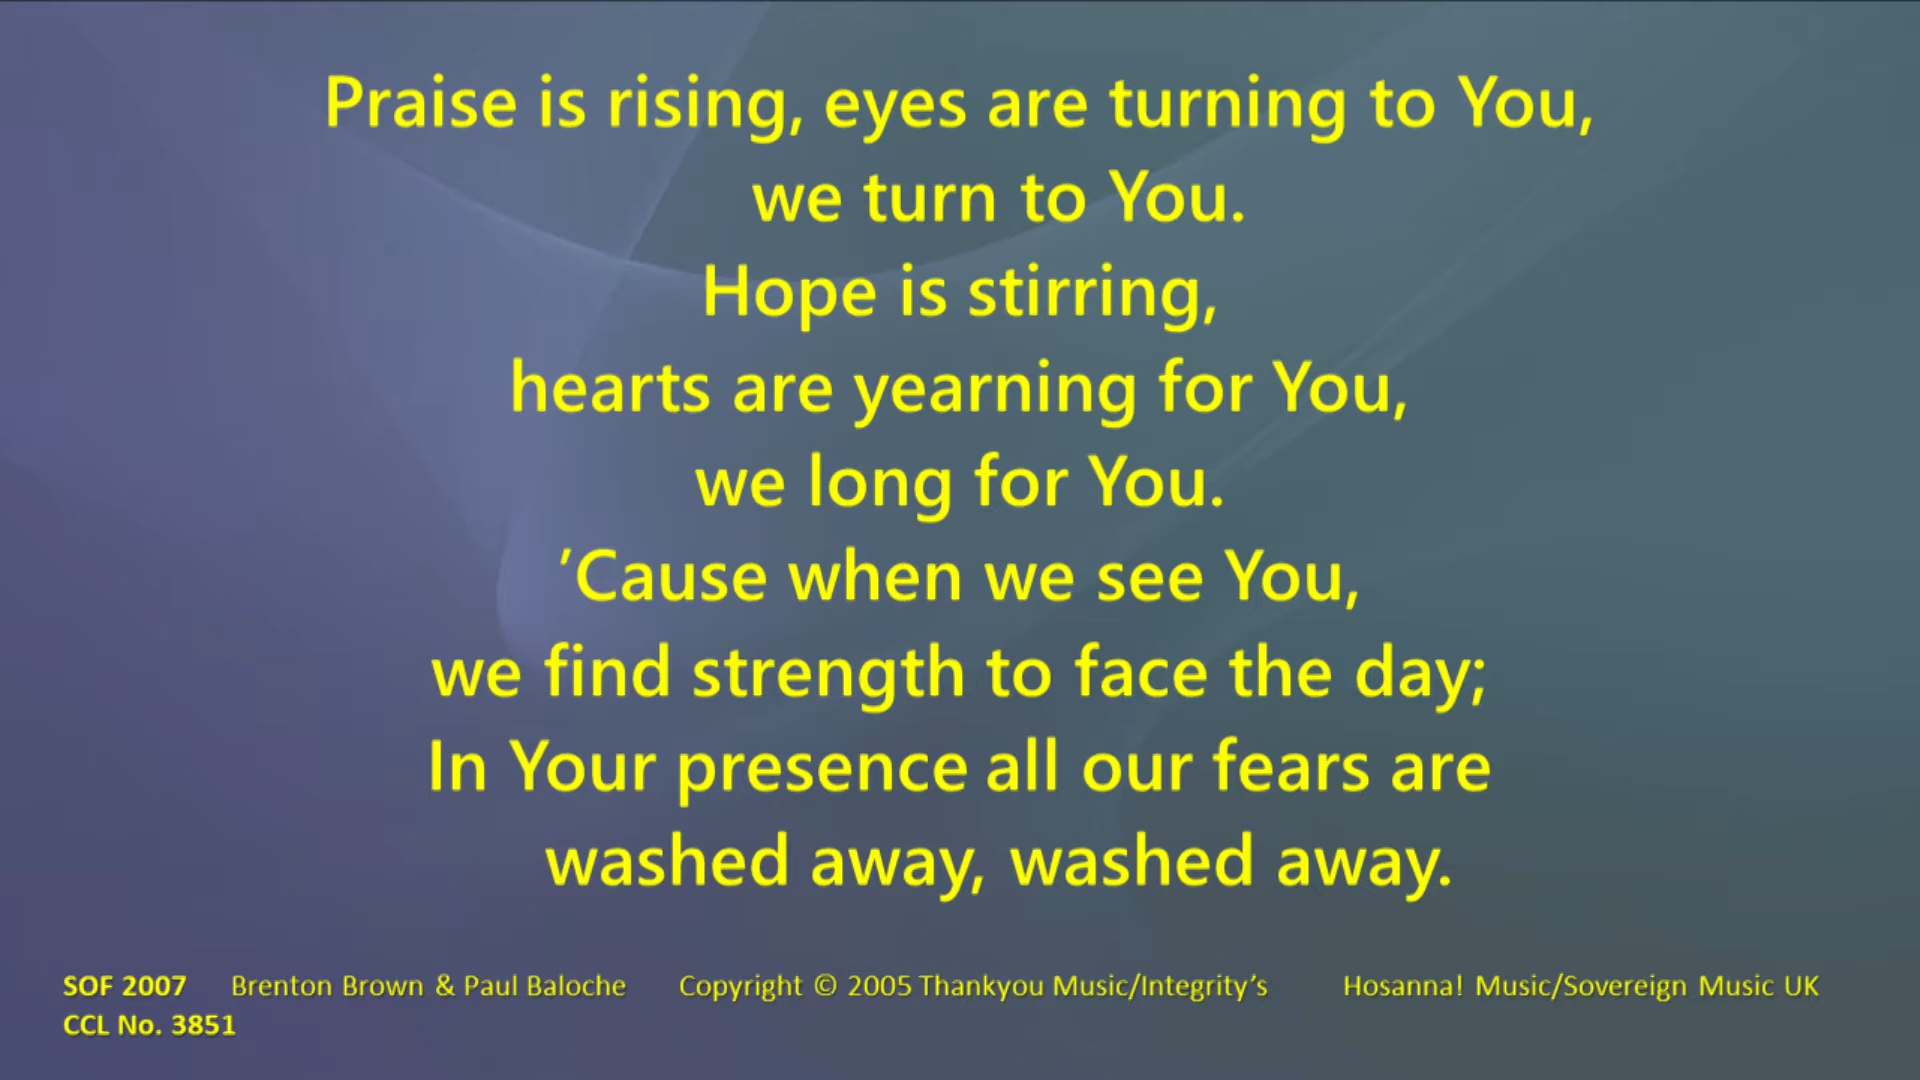 Praise is rising, eyes are turning to You,
we turn to You.
Hope is stirring,
hearts are yearning for You,
we long for You.
’Cause when we see You,
we find strength to face the day;
In Your presence all our fears are
washed away, washed away.
SOF 2007 Brenton Brown & Paul Baloche Copyright © 2005 Thankyou Music/Integrity’s Hosanna! Music/Sovereign Music UK
CCL No. 3851